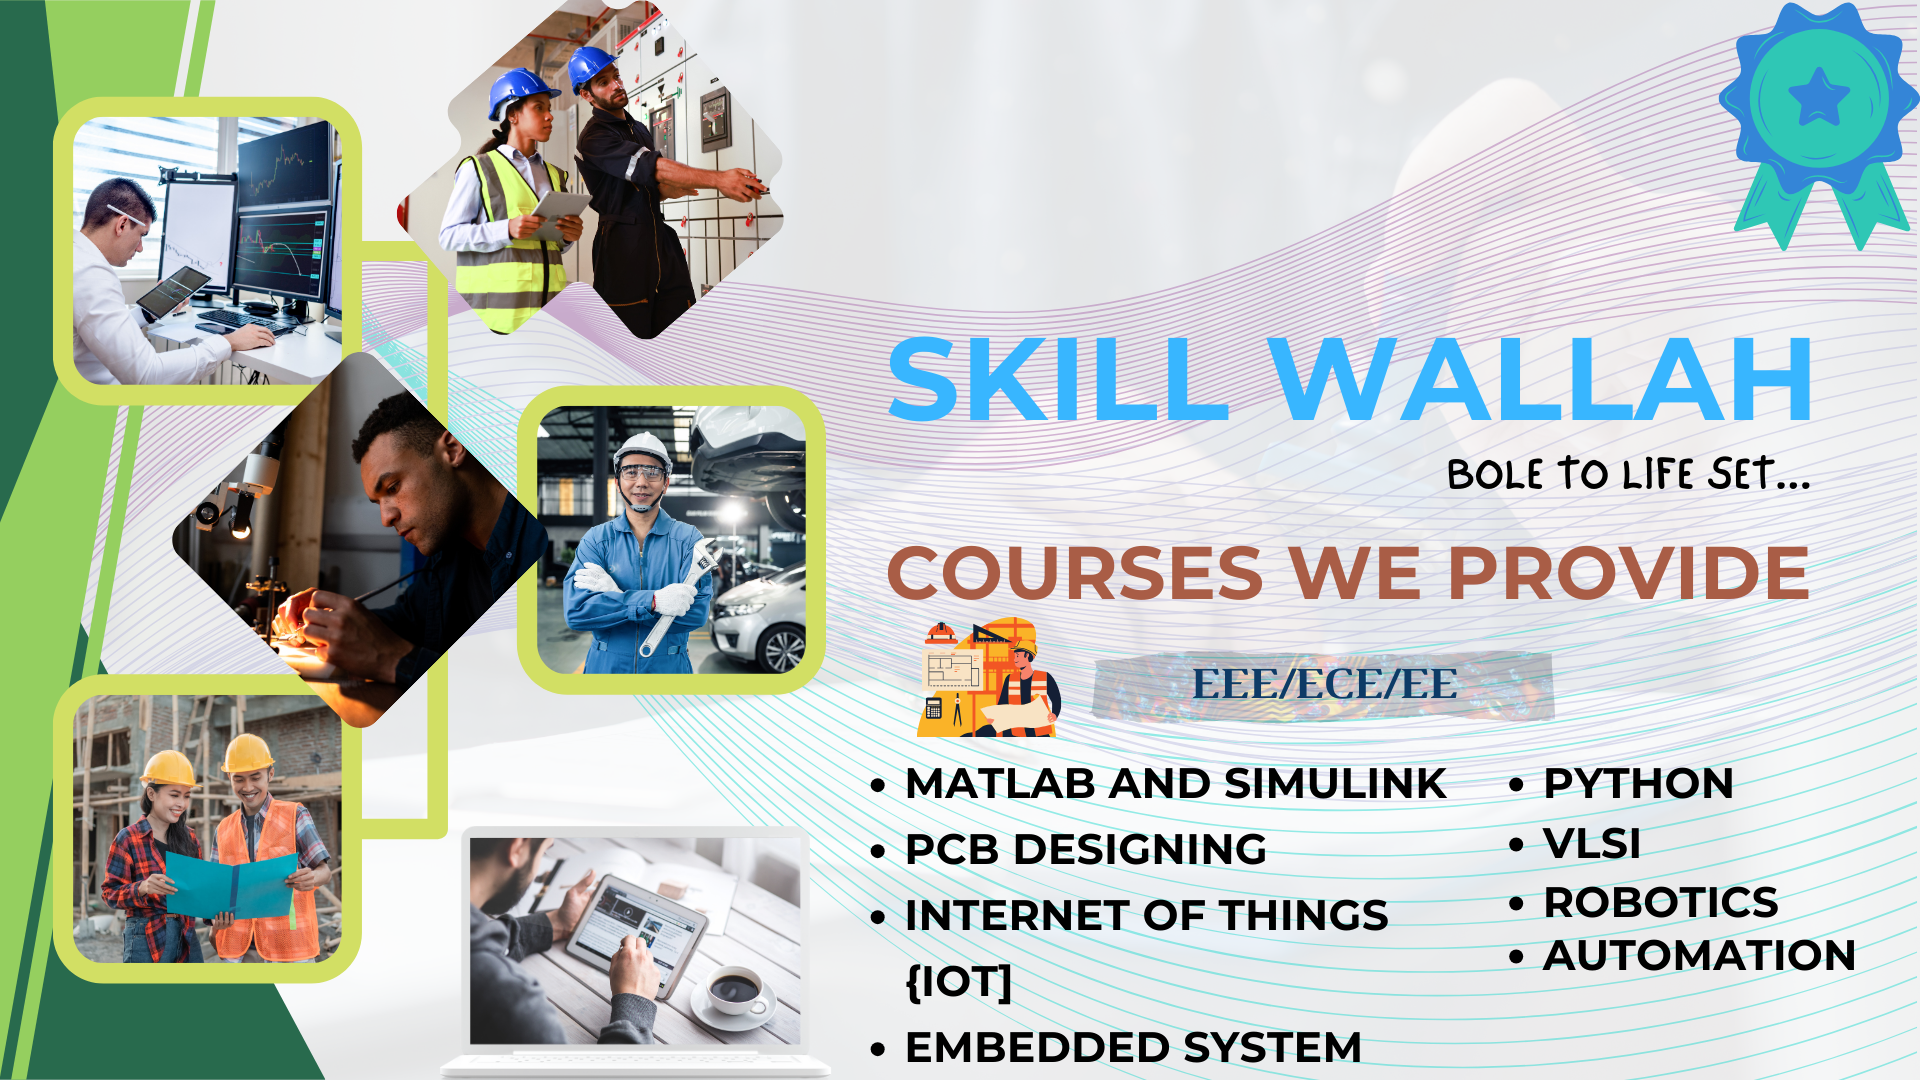 SKILL WALLAH
BOLE TO LIFE SET...
COURSES WE PROVIDE
EEE/ECE/EE
• MATLAB AND SIMULINK
• PCB DESIGNING
• INTERNET OF THINGS
{IOT]
• EMBEDDED SYSTEM
• PYTHON
• VLSI
• ROBOTICS
• AUTOMATION